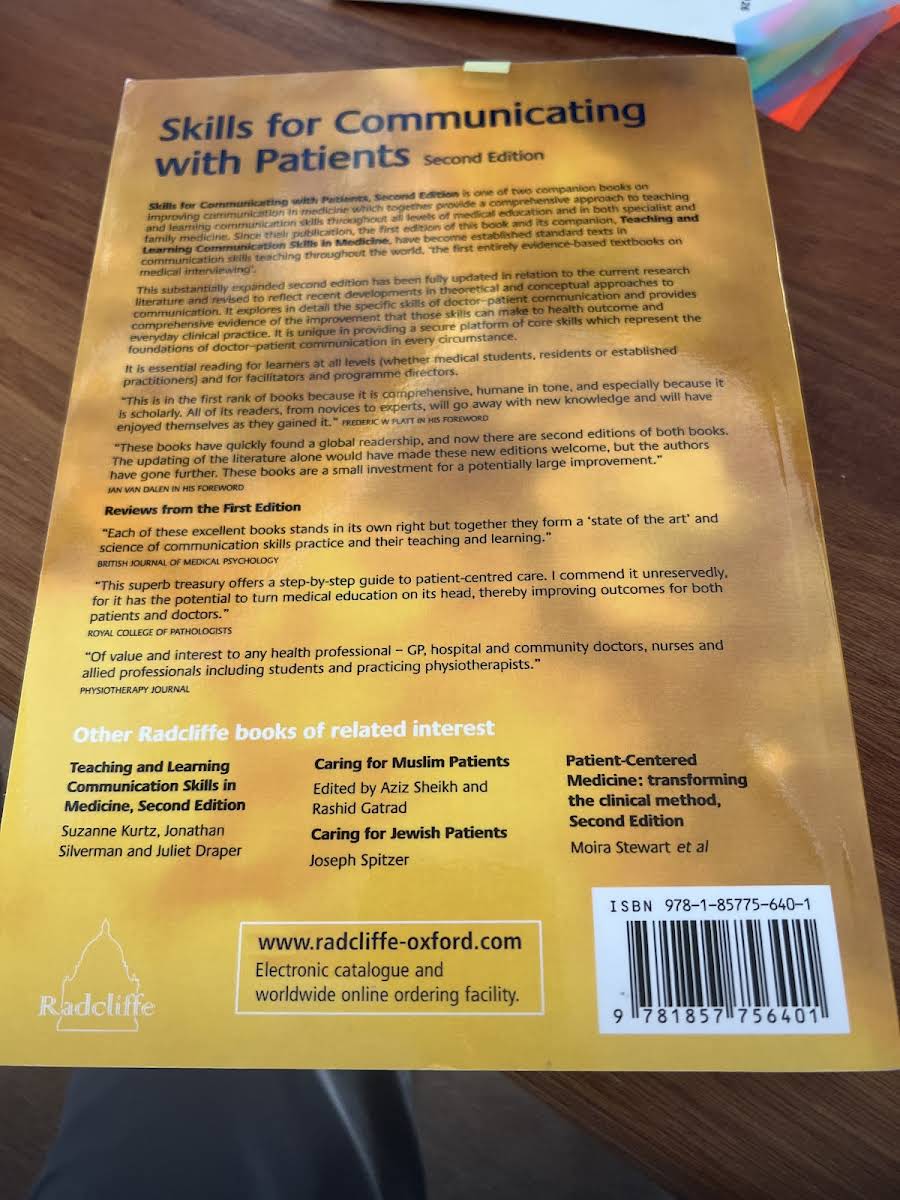 Skills for Communicating
with Patients Second Edition
Skills for Communicating with Patients, Second Edition is one of two companion books on
improving communication in medicine which together provide a comprehensive approach to teaching
and learning communication skills throughout all levels of medical education and in both specialist and
family medicine. Since their publication, the first edition of this book and its companion, Teaching and
Learning Communication Skills in Medicine, have become established standard texts in
communication skills teaching throughout the world, 'the first entirely evidence-based textbooks on
medical interviewing'.
This substantially expanded second edition has been fully updated in relation to the current research
literature and revised to reflect recent developments in theoretical and conceptual approaches to
communication. It explores in detail the specific skills of doctor–patient communication and provides
comprehensive evidence of the improvement that those skills can make to health outcome and
everyday clinical practice. It is unique in providing a secure platform of core skills which represent the
foundations of doctor–patient communication in every circumstance.
It is essential reading for learners at all levels (whether medical students, residents or established
practitioners) and for facilitators and programme directors.
"This is in the first rank of books because it is comprehensive, humane in tone, and especially because it
is scholarly. All of its readers, from novices to experts, will go away with new knowledge and will have
enjoyed themselves as they gained it." FREDERIC W PLATT IN HIS FOREWORD
"These books have quickly found a global readership, and now there are second editions of both books.
The updating of the literature alone would have made these new editions welcome, but the authors
have gone further. These books are a small investment for a potentially large improvement."
JAN VAN DALEN IN HIS FOREWORD
Reviews from the First Edition
"Each of these excellent books stands in its own right but together they form a 'state of the art' and
science of communication skills practice and their teaching and learning."
BRITISH JOURNAL OF MEDICAL PSYCHOLOGY
"This superb treasury offers a step-by-step guide to patient-centred care. I commend it unreservedly,
for it has the potential to turn medical education on its head, thereby improving outcomes for both
patients and doctors."
ROYAL COLLEGE OF PATHOLOGISTS
"Of value and interest to any health professional – GP, hospital and community doctors, nurses and
allied professionals including students and practicing physiotherapists."
PHYSIOTHERAPY JOURNAL
Other Radcliffe books of related interest
Teaching and Learning
Communication Skills in
Medicine, Second Edition
Suzanne Kurtz, Jonathan
Silverman and Juliet Draper
Caring for Muslim Patients
Edited by Aziz Sheikh and
Rashid Gatrad
Caring for Jewish Patients
Joseph Spitzer
Patient-Centered
Medicine: transforming
the clinical method,
Second Edition
Moira Stewart et al
Radcliffe
www.radcliffe-oxford.com
Electronic catalogue and
worldwide online ordering facility.
ISBN 978-1-85775-640-1
9 781857 756401